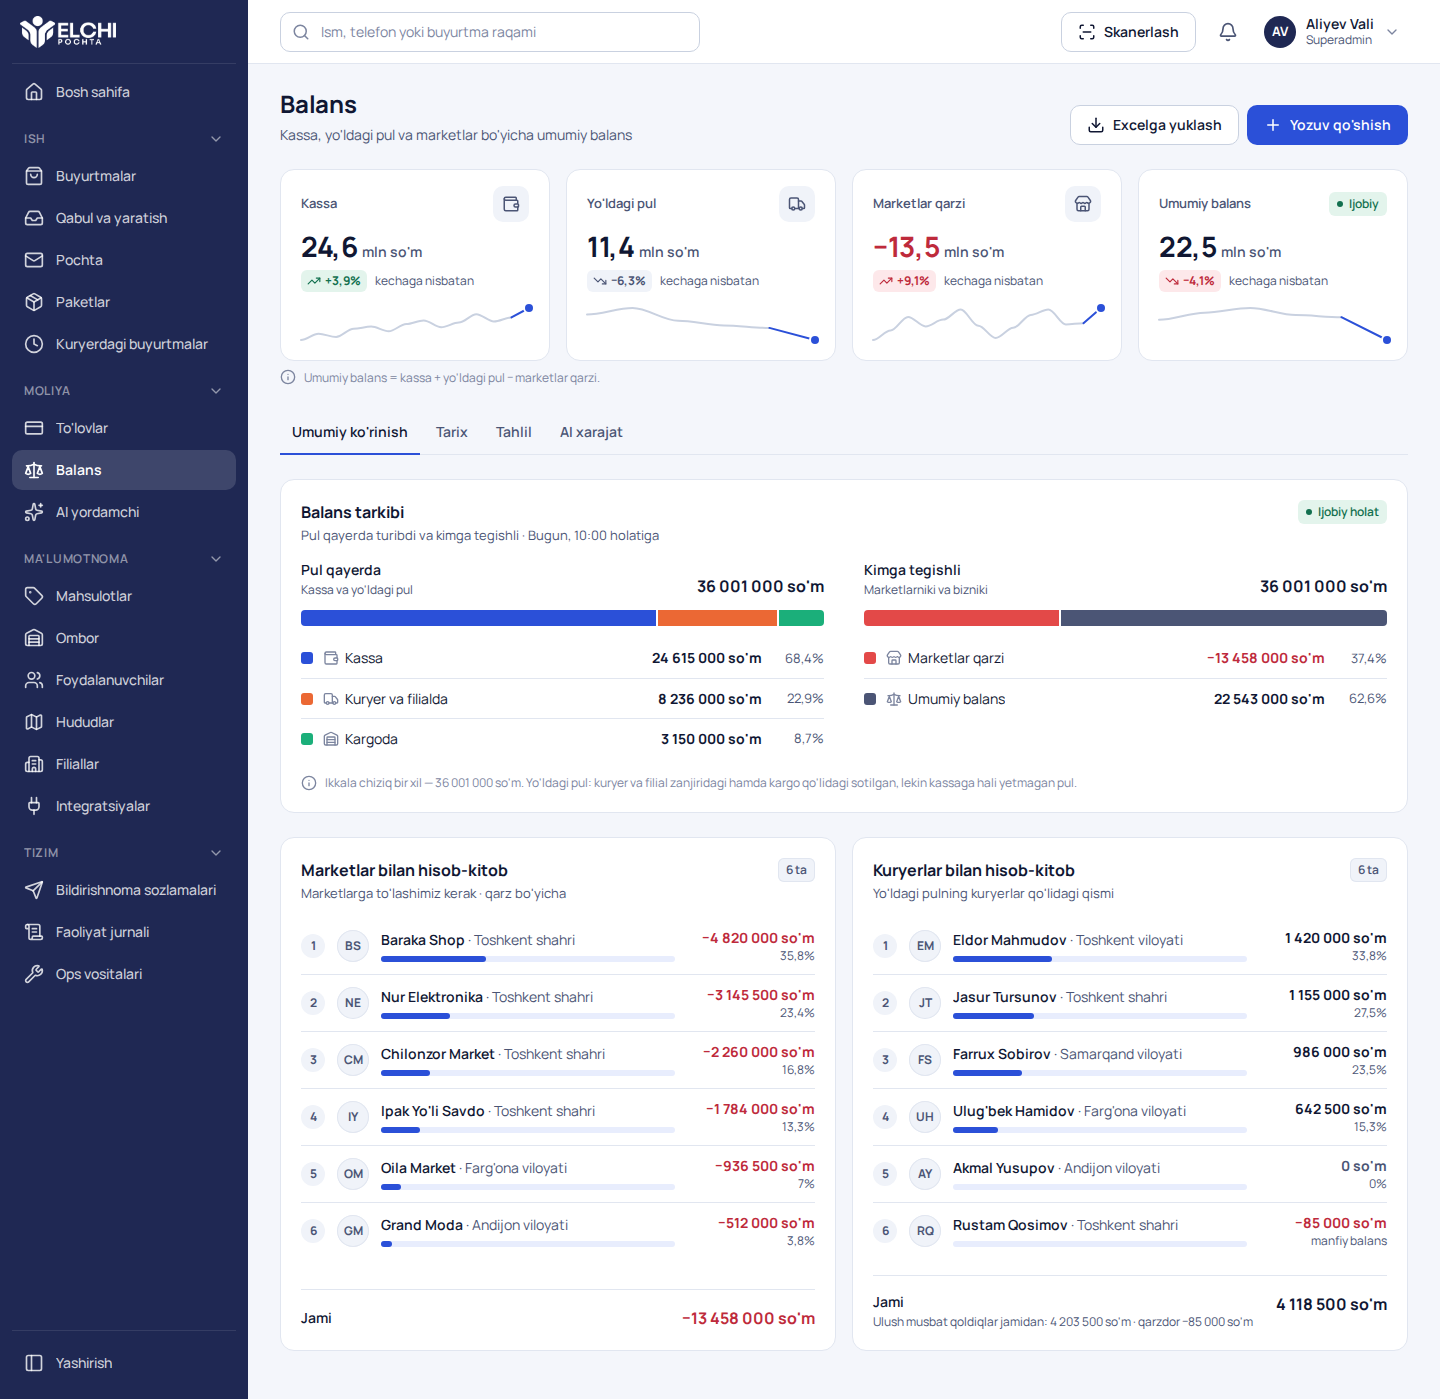 ELCHI
POCHTA
Ism, telefon yoki buyurtma raqami
Skanerlash
AV
Aliyev Vali
Superadmin
Bosh sahifa
ISH
Buyurtmalar
Qabul va yaratish
Pochta
Paketlar
Kuryerdagi buyurtmalar
MOLIYA
To'lovlar
Balans
AI yordamchi
MA'LUMOTNOMA
Mahsulotlar
Ombor
Foydalanuvchilar
Hududlar
Filiallar
Integratsiyalar
TIZIM
Bildirishnoma sozlamalari
Faoliyat jurnali
Ops vositalari
Yashirish
Balans
Kassa, yo'ldagi pul va marketlar bo'yicha umumiy balans
Excelga yuklash
Yozuv qo'shish
Kassa
24,6 mln so'm
+3,9% kechaga nisbatan
Yo'ldagi pul
11,4 mln so'm
−6,3% kechaga nisbatan
Marketlar qarzi
−13,5 mln so'm
+9,1% kechaga nisbatan
Umumiy balans
Ijobiy
22,5 mln so'm
−4,1% kechaga nisbatan
Umumiy balans = kassa + yo'ldagi pul − marketlar qarzi.
Umumiy ko'rinish
Tarix
Tahlil
AI xarajat
Balans tarkibi
Ijobiy holat
Pul qayerda turibdi va kimga tegishli · Bugun, 10:00 holatiga
Pul qayerda
Kassa va yo'ldagi pul
36 001 000 so'm
Kassa 24 615 000 so'm 68,4%
Kuryer va filialda 8 236 000 so'm 22,9%
Kargoda 3 150 000 so'm 8,7%
Kimga tegishli
Marketlarniki va bizniki
36 001 000 so'm
Marketlar qarzi −13 458 000 so'm 37,4%
Umumiy balans 22 543 000 so'm 62,6%
Ikkala chiziq bir xil — 36 001 000 so'm. Yo'ldagi pul: kuryer va filial zanjiridagi hamda kargo qo'lidagi sotilgan, lekin kassaga hali yetmagan pul.
Marketlar bilan hisob-kitob
6 ta
Marketlarga to'lashimiz kerak · qarz bo'yicha
1 BS Baraka Shop · Toshkent shahri −4 820 000 so'm
35,8%
2 NE Nur Elektronika · Toshkent shahri −3 145 500 so'm
23,4%
3 CM Chilonzor Market · Toshkent shahri −2 260 000 so'm
16,8%
4 IY Ipak Yo'li Savdo · Toshkent shahri −1 784 000 so'm
13,3%
5 OM Oila Market · Farg'ona viloyati −936 500 so'm
7%
6 GM Grand Moda · Andijon viloyati −512 000 so'm
3,8%
Jami −13 458 000 so'm
Kuryerlar bilan hisob-kitob
6 ta
Yo'ldagi pulning kuryerlar qo'lidagi qismi
1 EM Eldor Mahmudov · Toshkent viloyati 1 420 000 so'm
33,8%
2 JT Jasur Tursunov · Toshkent shahri 1 155 000 so'm
27,5%
3 FS Farrux Sobirov · Samarqand viloyati 986 000 so'm
23,5%
4 UH Ulug'bek Hamidov · Farg'ona viloyati 642 500 so'm
15,3%
5 AY Akmal Yusupov · Andijon viloyati 0 so'm
0%
6 RQ Rustam Qosimov · Toshkent shahri −85 000 so'm
manfiy balans
Jami 4 118 500 so'm
Ulush musbat qoldiqlar jamidan: 4 203 500 so'm · qarzdor −85 000 so'm